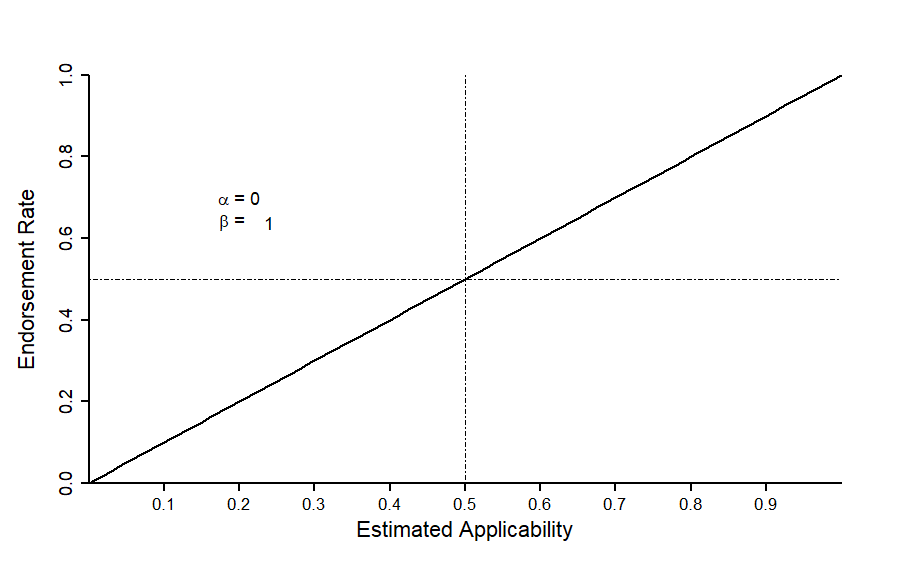 1.0
0.8
0.6
0.4
0.2
0.0
Endorsement Rate
α = 0
β = 1
0.1 0.2 0.3 0.4 0.5 0.6 0.7 0.8 0.9
Estimated Applicability